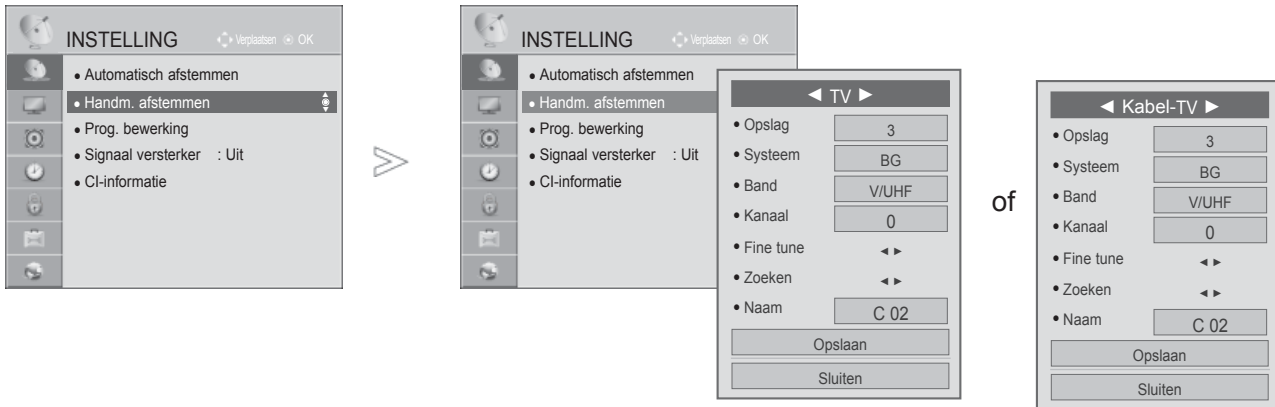 INSTELLING Verplaatsen OK
● Automatisch afstemmen
● Handm. afstemmen
● Prog. bewerking
● Signaal versterker : Uit
● CI-informatie
INSTELLING Verplaatsen OK
● Automatisch afstemmen
● Handm. afstemmen
● Prog. bewerking
● Signaal versterker : Uit
● CI-informatie
◄ TV ►
● Opslag 3
● Systeem BG
● Band V/UHF
● Kanaal 0
● Fine tune ◄ ►
● Zoeken ◄ ►
● Naam C 02
Opslaan
Sluiten
of
◄ Kabel-TV ►
● Opslag 3
● Systeem BG
● Band V/UHF
● Kanaal 0
● Fine tune ◄ ►
● Zoeken ◄ ►
● Naam C 02
Opslaan
Sluiten